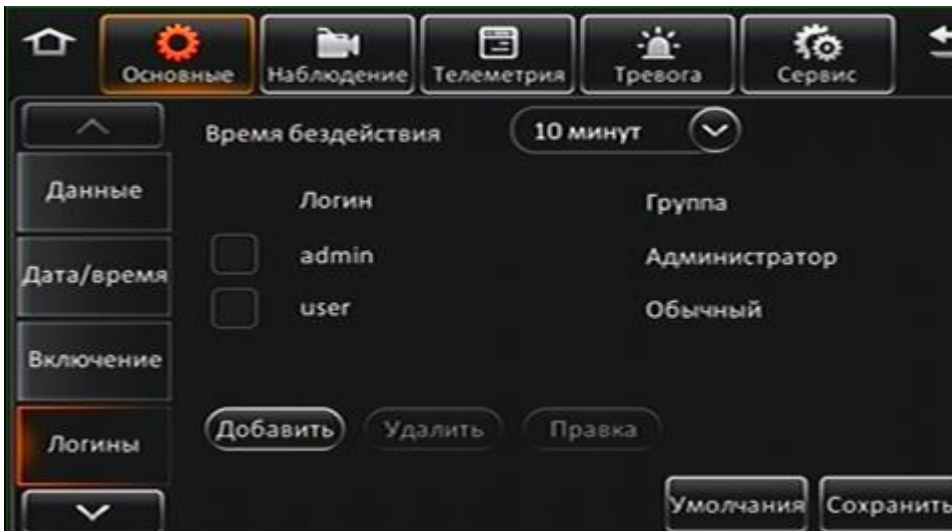 Основные Наблюдение Телеметрия Тревога Сервис
Время бездействия 10 минут
Данные
Логин Группа
admin Администратор
Дата/время
user Обычный
Включение
Добавить Удалить Правка
Логины
Умолчания Сохранить